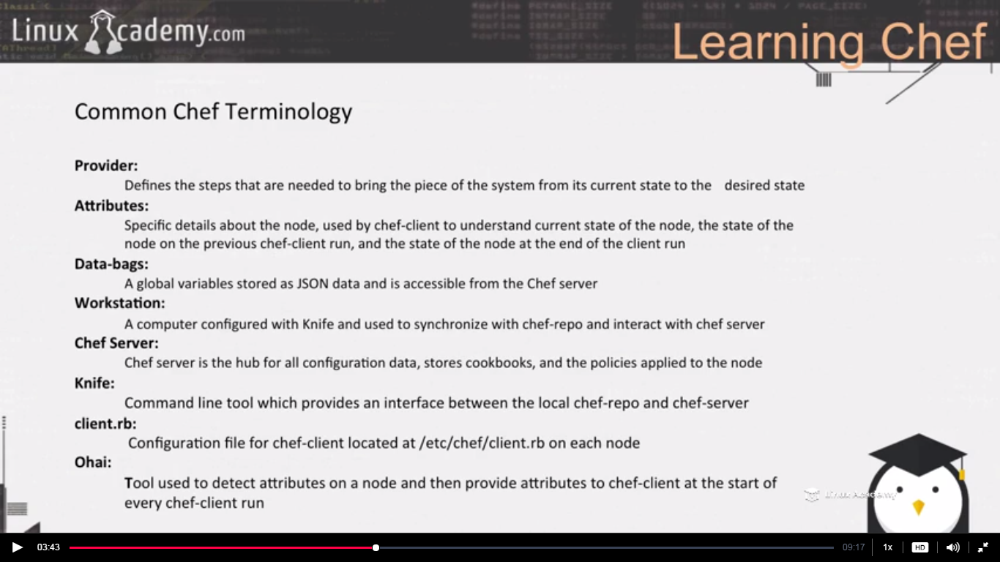 Linux Academy.com
Learning Chef
Common Chef Terminology
Provider:
Defines the steps that are needed to bring the piece of the system from its current state to the desired state
Attributes:
Specific details about the node, used by chef-client to understand current state of the node, the state of the
node on the previous chef-client run, and the state of the node at the end of the client run
Data-bags:
A global variables stored as JSON data and is accessible from the Chef server
Workstation:
A computer configured with Knife and used to synchronize with chef-repo and interact with chef server
Chef Server:
Chef server is the hub for all configuration data, stores cookbooks, and the policies applied to the node
Knife:
Command line tool which provides an interface between the local chef-repo and chef-server
client.rb:
Configuration file for chef-client located at /etc/chef/client.rb on each node
Ohai:
Tool used to detect attributes on a node and then provide attributes to chef-client at the start of
every chef-client run
Linux Academy
03:43
09:17
1x
HD